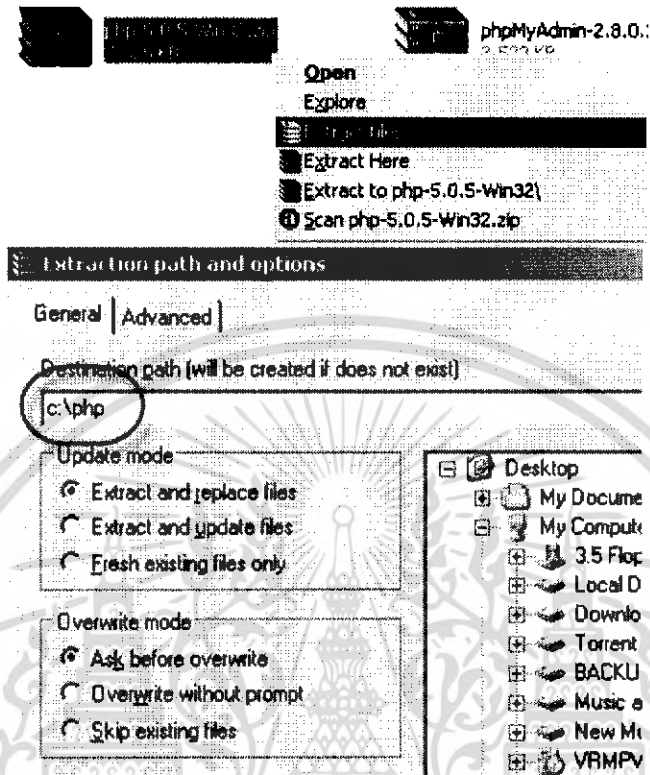 phpMyAdmin-2.8.0.
Open
Explore
Extract files
Extract Here
Extract to php-5.0.5-Win32\
Scan php-5.0.5-Win32.zip
Extraction path and options
General
Advanced
Destination path (will be created if does not exist)
c:\php
Update mode
Extract and replace files
Extract and update files
Fresh existing files only
Overwrite mode
Ask before overwrite
Overwrite without prompt
Skip existing files
Desktop
My Docume
My Compute
3.5 Flop
Local D
Downlo
Torrent
BACKU
Music a
New Mu
VRMPV